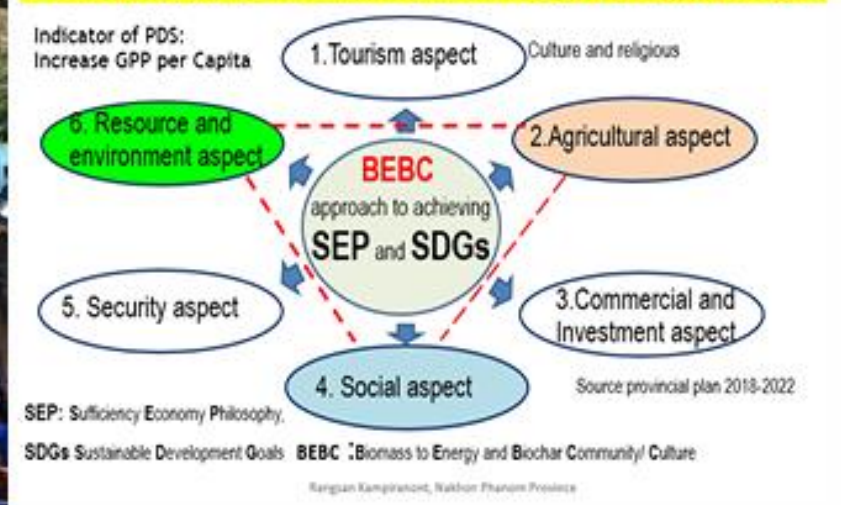 Indicator of PDS:
Increase GPP per Capita
1.Tourism aspect
Culture and religious
6. Resource and
environment aspect
2.Agricultural aspect
BEBC
approach to achieving
SEP and SDGs
5. Security aspect
3.Commercial and
Investment aspect
4. Social aspect
Source provincial plan 2018-2022
SEP: Sufficiency Economy Philosophy,
SDGs Sustainable Development Goals BEBC :Biomass to Energy and Biochar Community/ Culture
Rangsan Kampiranont, Nakhon Phanom Province